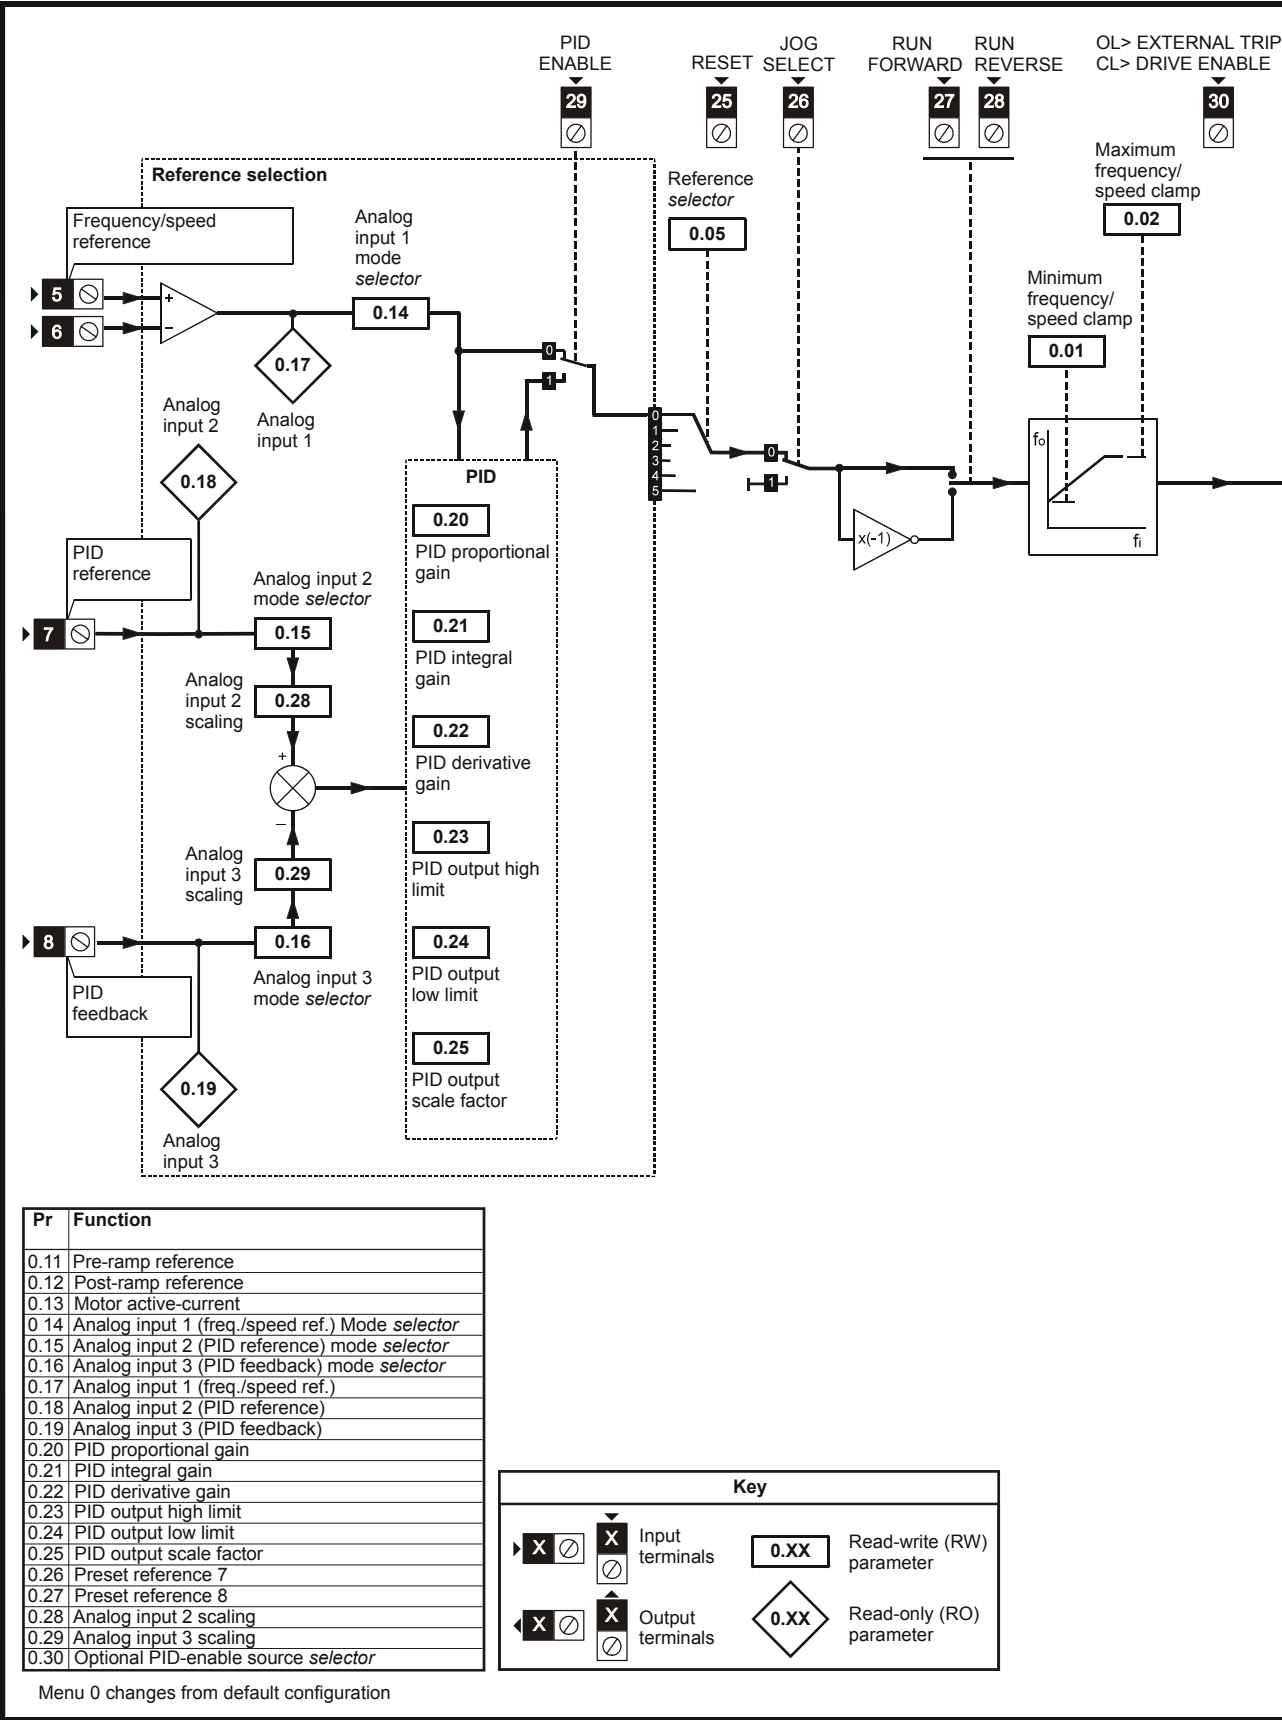 PID
ENABLE
29
RESET
25
JOG
SELECT
26
RUN
FORWARD
27
RUN
REVERSE
28
OL> EXTERNAL TRIP
CL> DRIVE ENABLE
30
Reference selection
Frequency/speed
reference
5
6
+
−
Analog
input 1
mode
selector
0.14
0.17
Analog
input 1
0
1
Reference
selector
0.05
0
1
2
3
4
5
0
1
x(-1)
Maximum
frequency/
speed clamp
0.02
Minimum
frequency/
speed clamp
0.01
fo
fi
Analog
input 2
0.18
PID
reference
7
Analog input 2
mode selector
0.15
Analog
input 2
scaling
0.28
+
−
Analog
input 3
scaling
0.29
8
0.16
Analog input 3
mode selector
PID
feedback
0.19
Analog
input 3
PID
0.20
PID proportional
gain
0.21
PID integral
gain
0.22
PID derivative
gain
0.23
PID output high
limit
0.24
PID output
low limit
0.25
PID output
scale factor
Pr Function
0.11 Pre-ramp reference
0.12 Post-ramp reference
0.13 Motor active-current
0 14 Analog input 1 (freq./speed ref.) Mode selector
0.15 Analog input 2 (PID reference) mode selector
0.16 Analog input 3 (PID feedback) mode selector
0.17 Analog input 1 (freq./speed ref.)
0.18 Analog input 2 (PID reference)
0.19 Analog input 3 (PID feedback)
0.20 PID proportional gain
0.21 PID integral gain
0.22 PID derivative gain
0.23 PID output high limit
0.24 PID output low limit
0.25 PID output scale factor
0.26 Preset reference 7
0.27 Preset reference 8
0.28 Analog input 2 scaling
0.29 Analog input 3 scaling
0.30 Optional PID-enable source selector
Key
X
X
Input
terminals
0.XX
Read-write (RW)
parameter
X
X
Output
terminals
0.XX
Read-only (RO)
parameter
Menu 0 changes from default configuration